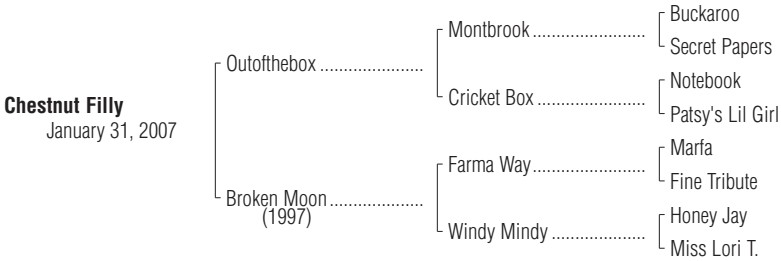 Chestnut Filly
January 31, 2007
Outofthebox ......................
Broken Moon ....................
(1997)
Montbrook ........................
Cricket Box .......................
Farma Way ........................
Windy Mindy ....................
Buckaroo
Secret Papers
Notebook
Patsy's Lil Girl
Marfa
Fine Tribute
Honey Jay
Miss Lori T.